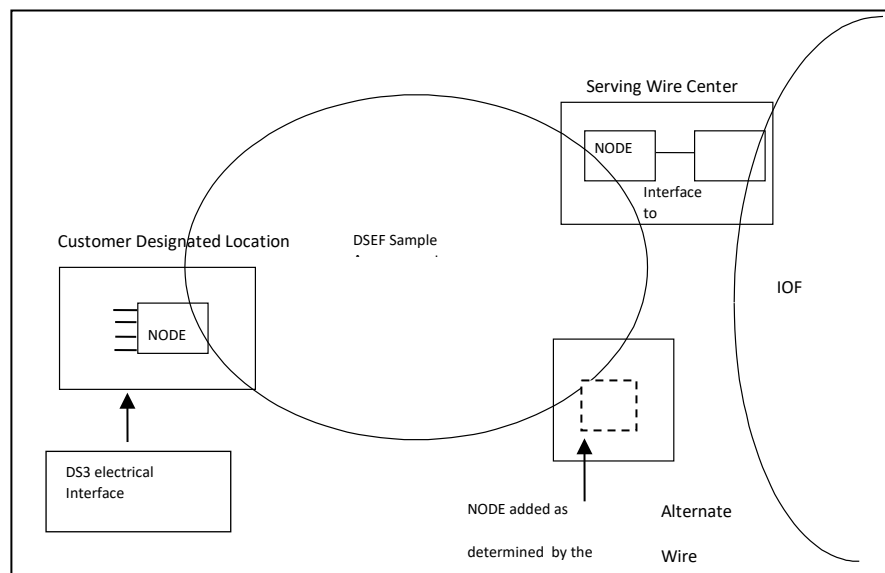 Serving Wire Center
NODE
Interface
to
Customer Designated Location
DSEF Sample
IOF
NODE
DS3 electrical
Interface
NODE added as
determined by the
Alternate
Wire